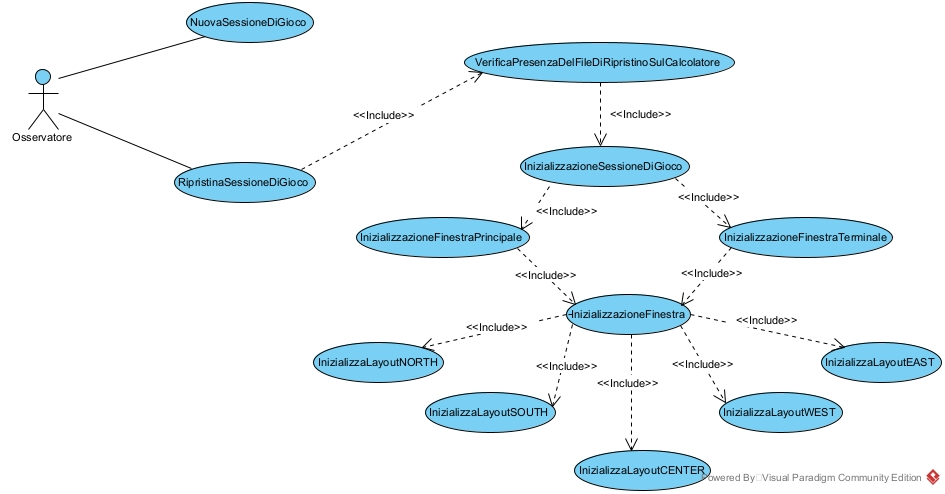 NuovaSessioneDiGioco
Osservatore
RipristinaSessioneDiGioco
<<Include>>
VerificaPresenzaDelFileDiRipristinoSulCalcolatore
<<Include>>
InizializzazioneSessioneDiGioco
<<Include>>
<<Include>>
InizializzazioneFinestraPrincipale
InizializzazioneFinestraTerminale
<<Include>>
<<Include>>
InizializzazioneFinestra
<<Include>>
<<Include>>
<<Include>>
<<Include>>
<<Include>>
InizializzaLayoutNORTH
InizializzaLayoutEAST
InizializzaLayoutSOUTH
InizializzaLayoutWEST
InizializzaLayoutCENTER
Powered By Visual Paradigm Community Edition